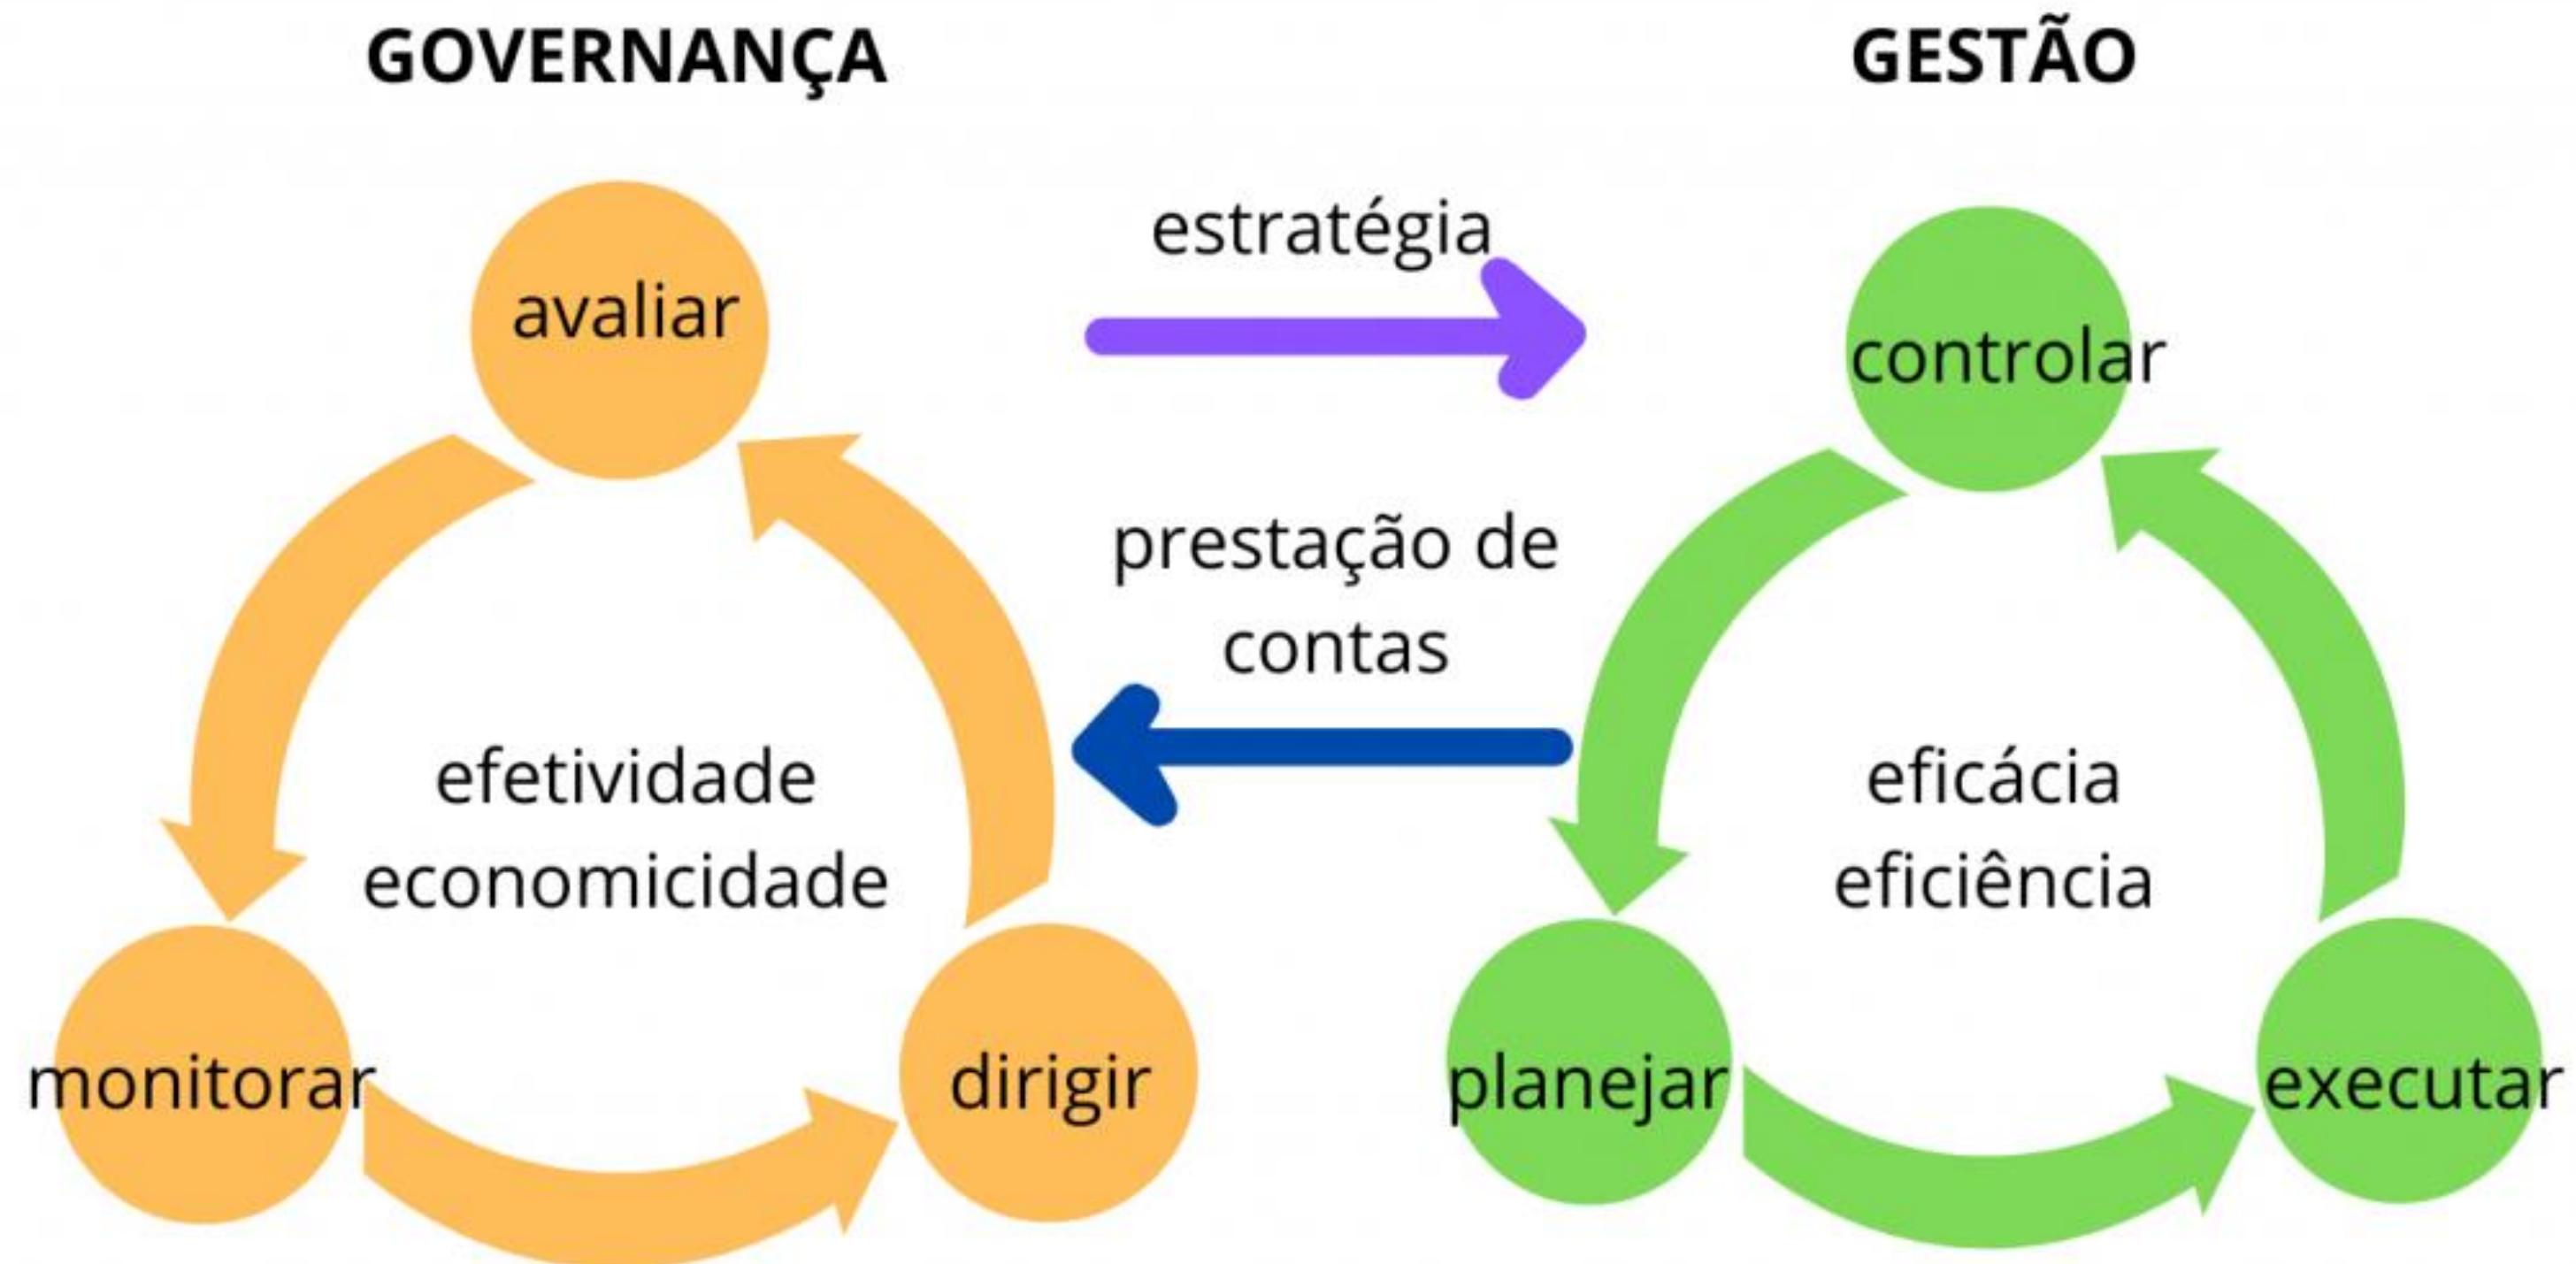 GOVERNANÇA
GESTÃO
avaliar
estratégia
controlar
prestação de
contas
efetividade
economicidade
eficácia
eficiência
monitorar
dirigir
planejar
executar